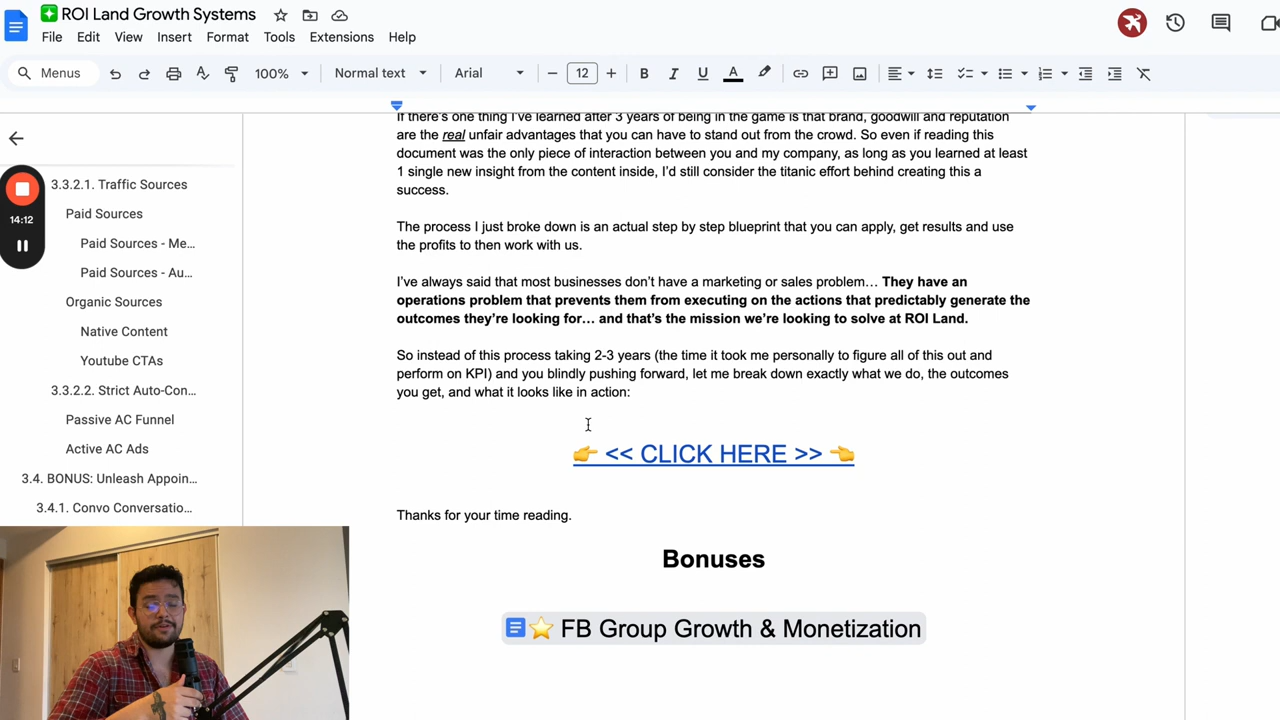 ROI Land Growth Systems
File Edit View Insert Format Tools Extensions Help
Menus 100% Normal text Arial 12 B I U A
3.3.2.1. Traffic Sources
Paid Sources
Paid Sources - Me...
Paid Sources - Au...
Organic Sources
Native Content
Youtube CTAs
3.3.2.2. Strict Auto-Con...
Passive AC Funnel
Active AC Ads
3.4. BONUS: Unleash Appoin...
3.4.1. Convo Conversatio...
14:12
If there's one thing I've learned after 3 years of being in the game is that brand, goodwill and reputation
are the real unfair advantages that you can have to stand out from the crowd. So even if reading this
document was the only piece of interaction between you and my company, as long as you learned at least
1 single new insight from the content inside, I'd still consider the titanic effort behind creating this a
success.
The process I just broke down is an actual step by step blueprint that you can apply, get results and use
the profits to then work with us.
I've always said that most businesses don't have a marketing or sales problem… They have an
operations problem that prevents them from executing on the actions that predictably generate the
outcomes they're looking for… and that's the mission we're looking to solve at ROI Land.
So instead of this process taking 2-3 years (the time it took me personally to figure all of this out and
perform on KPI) and you blindly pushing forward, let me break down exactly what we do, the outcomes
you get, and what it looks like in action:
👉 << CLICK HERE >> 👈
Thanks for your time reading.
Bonuses
⭐ FB Group Growth & Monetization